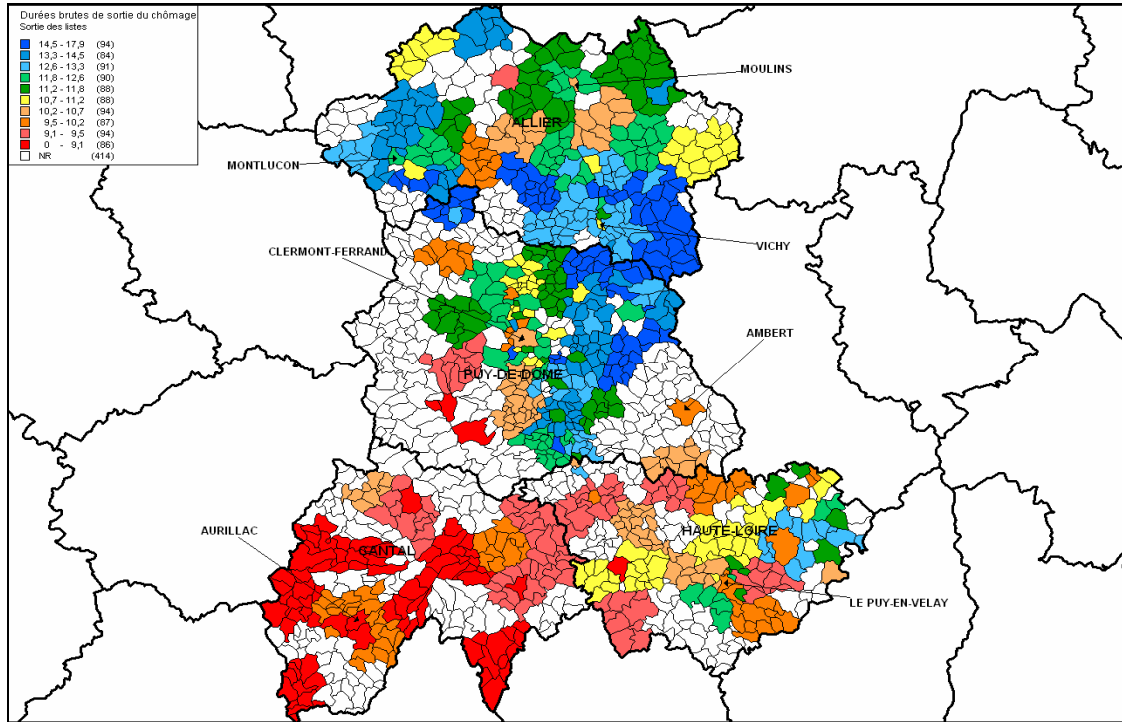 Durées brutes de sortie du chômage
Sortie des listes
14,5 - 17,9 (94)
13,3 - 14,5 (84)
12,6 - 13,3 (91)
11,8 - 12,6 (90)
11,2 - 11,8 (88)
10,7 - 11,2 (88)
10,2 - 10,7 (94)
9,5 - 10,2 (87)
9,1 - 9,5 (94)
0 - 9,1 (86)
NR (414)
MOULINS
ALLIER
MONTLUCON
VICHY
CLERMONT-FERRAND
AMBERT
PUY-DE-DOME
AURILLAC
HAUTE-LOIRE
CANTAL
LE PUY-EN-VELAY